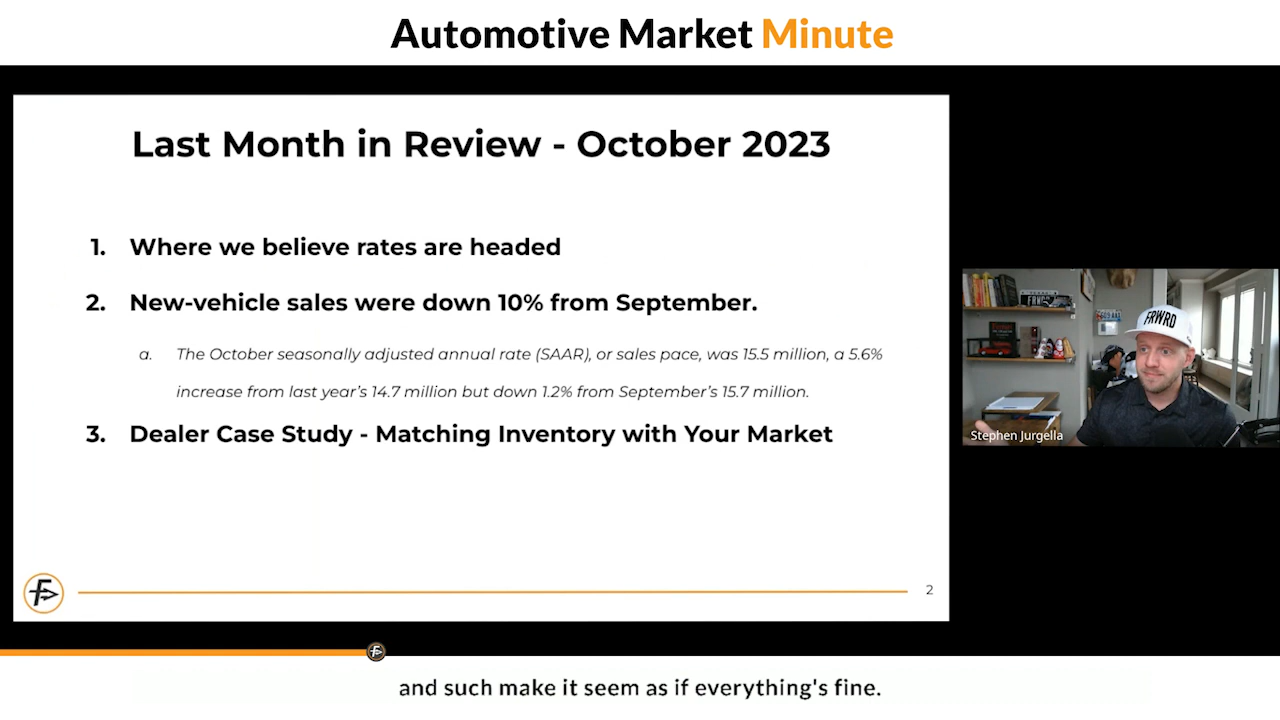 Automotive Market Minute
Last Month in Review - October 2023
1. Where we believe rates are headed
2. New-vehicle sales were down 10% from September.
a. The October seasonally adjusted annual rate (SAAR), or sales pace, was 15.5 million, a 5.6%
increase from last year's 14.7 million but down 1.2% from September's 15.7 million.
3. Dealer Case Study - Matching Inventory with Your Market
2
FRWRD
Stephen Jurgella
and such make it seem as if everything's fine.